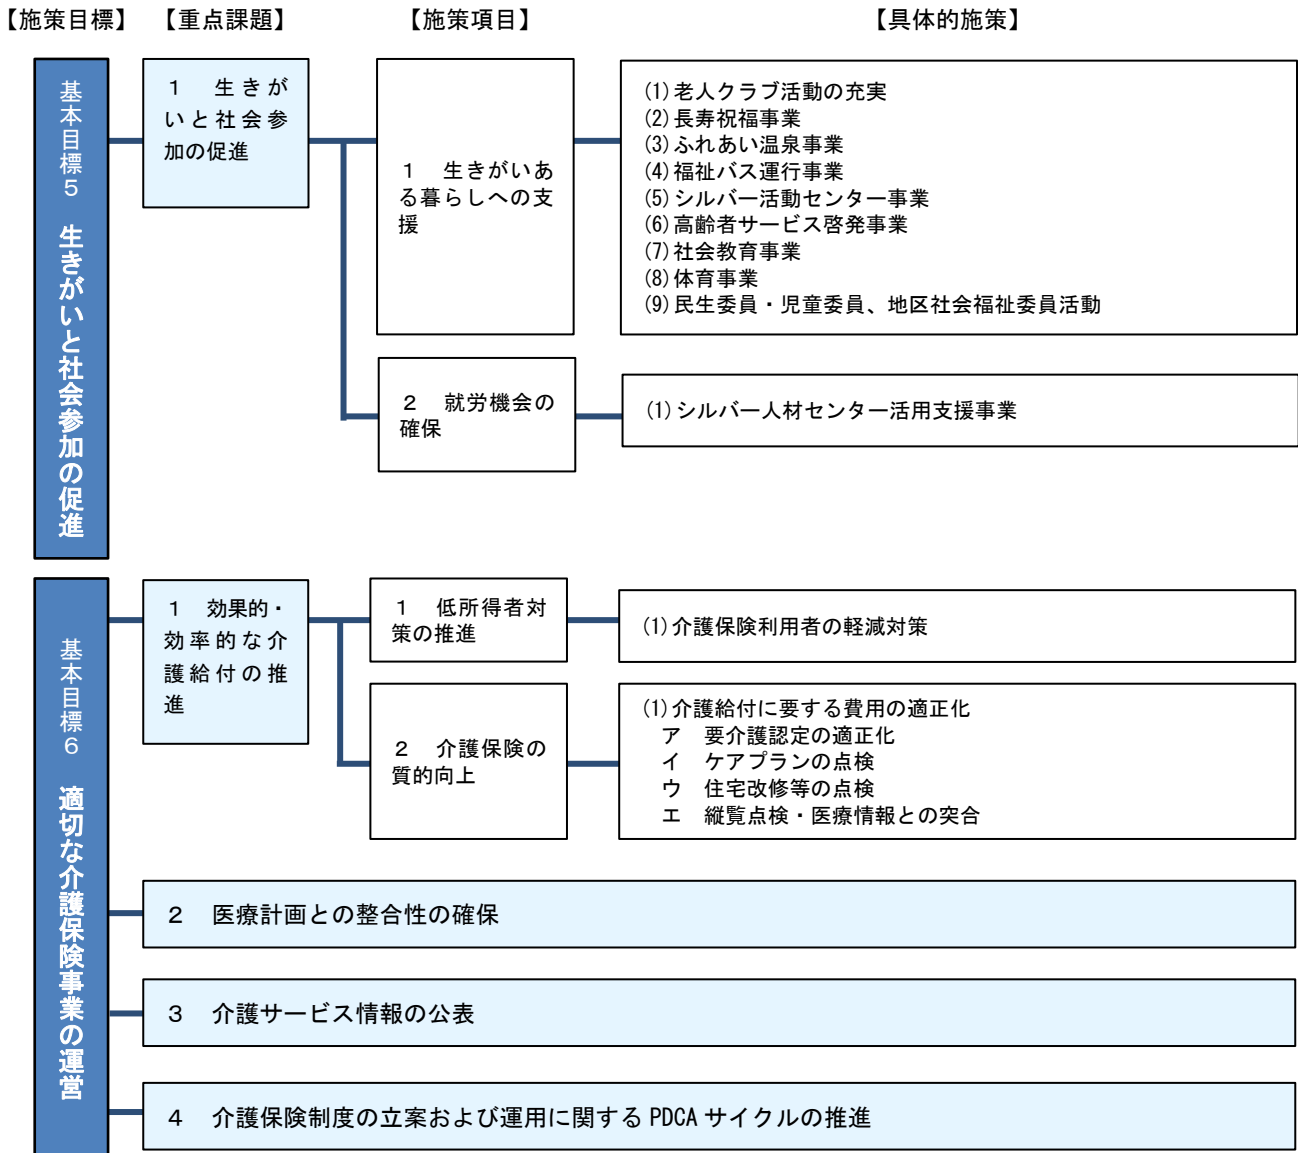 【施策目標】 【重点課題】 【施策項目】 【具体的施策】
基本目標５ 生きがいと社会参加の促進
１ 生きが
いと社会参
加の促進
１ 生きがいあ
る暮らしへの支
援
(1)老人クラブ活動の充実
(2)長寿祝福事業
(3)ふれあい温泉事業
(4)福祉バス運行事業
(5)シルバー活動センター事業
(6)高齢者サービス啓発事業
(7)社会教育事業
(8)体育事業
(9)民生委員・児童委員、地区社会福祉委員活動
２ 就労機会の
確保
(1)シルバー人材センター活用支援事業
基本目標６ 適切な介護保険事業の運営
１ 効果的・
効率的な介
護給付の推
進
１ 低所得者対
策の推進
(1)介護保険利用者の軽減対策
２ 介護保険の
質的向上
(1)介護給付に要する費用の適正化
ア 要介護認定の適正化
イ ケアプランの点検
ウ 住宅改修等の点検
エ 縦覧点検・医療情報との突合
２ 医療計画との整合性の確保
３ 介護サービス情報の公表
４ 介護保険制度の立案および運用に関する PDCA サイクルの推進